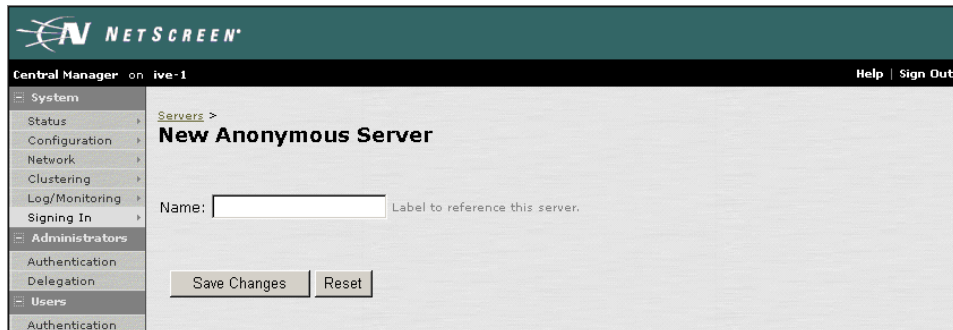 NETSCREEN
Central Manager on ive-1
Help | Sign Out
System
Status
Configuration
Network
Clustering
Log/Monitoring
Signing In
Administrators
Authentication
Delegation
Users
Authentication
Servers >
New Anonymous Server
Name:
Label to reference this server.
Save Changes
Reset